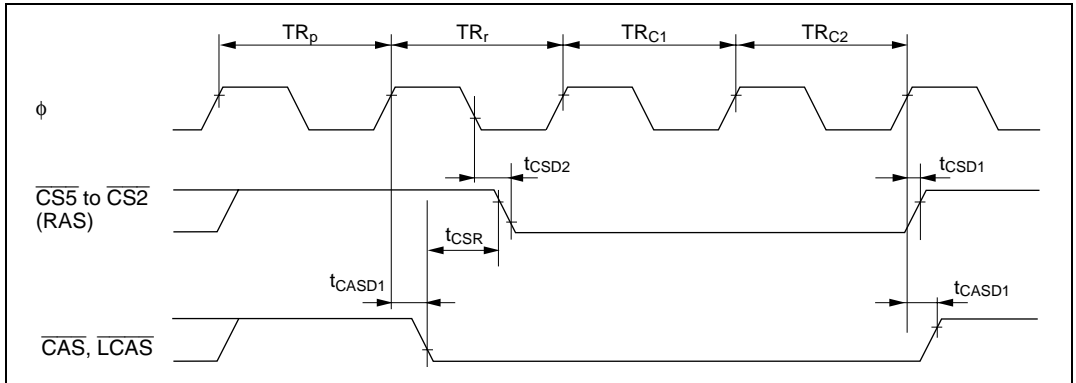 TRp TRr TRC1 TRC2
φ
tCSD2 tCSD1
CS5 to CS2
(RAS)
tCSR
tCASD1 tCASD1
CAS, LCAS